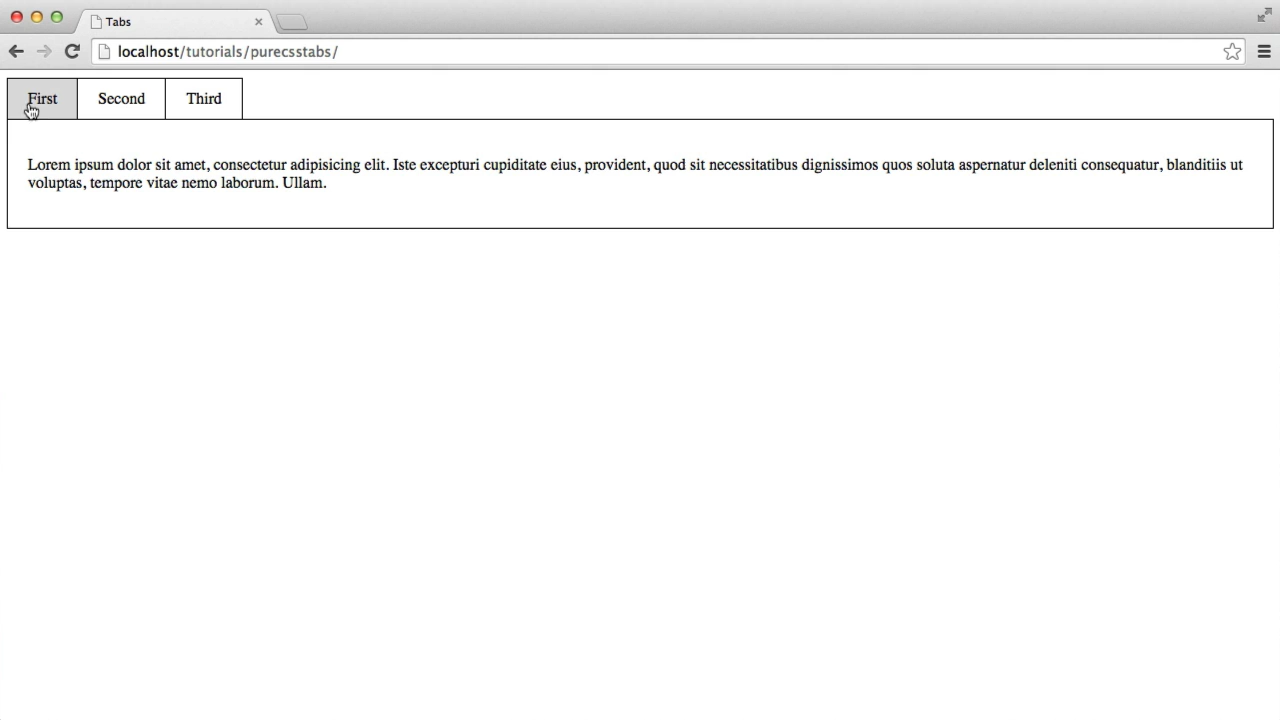 Tabs
localhost/tutorials/purecsstabs/
First Second Third
Lorem ipsum dolor sit amet, consectetur adipisicing elit. Iste excepturi cupiditate eius, provident, quod sit necessitatibus dignissimos quos soluta aspernatur deleniti consequatur, blanditiis ut
voluptas, tempore vitae nemo laborum. Ullam.